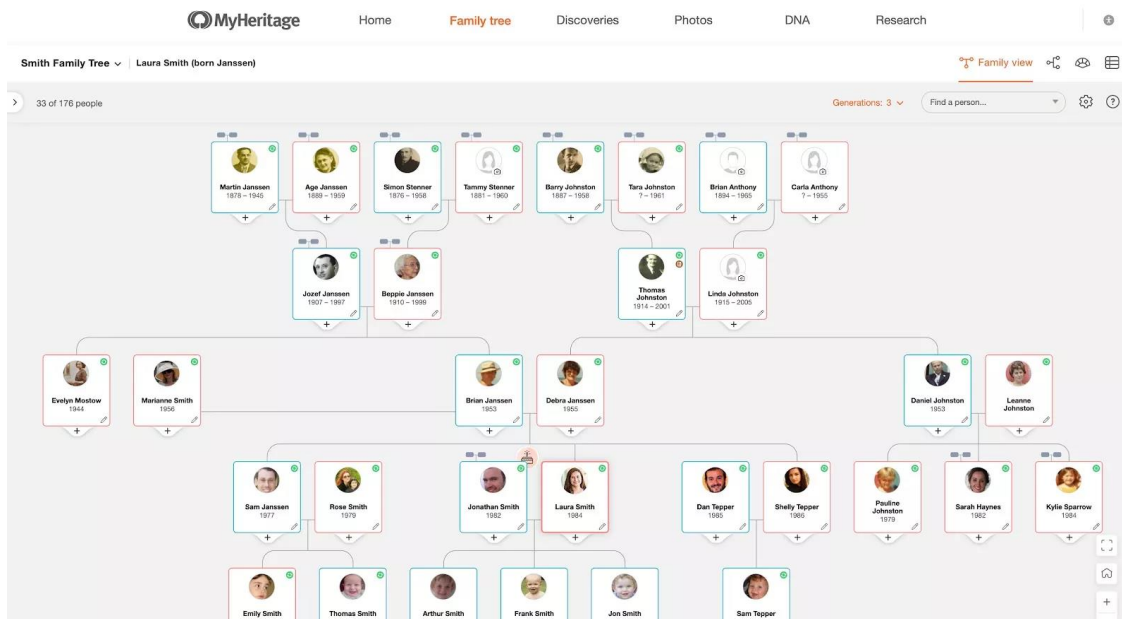 MyHeritage
Home
Family tree
Discoveries
Photos
DNA
Research
Smith Family Tree
Laura Smith (born Janssen)
Family view
33 of 176 people
Generations: 3
Find a person...
Martin Janssen
1878 – 1945
Age Janssen
1889 – 1959
Simon Stenner
1876 – 1958
Tammy Stenner
1881 – 1960
Barry Johnston
1887 – 1958
Tara Johnston
? – 1961
Brian Anthony
1894 – 1965
Carla Anthony
? – 1955
Jozef Janssen
1907 – 1997
Beppie Janssen
1910 – 1999
Thomas
Johnston
1914 – 2001
Linda Johnston
1915 – 2005
Evelyn Mostow
1944
Marianne Smith
1956
Brian Janssen
1953
Debra Janssen
1955
Daniel Johnston
1953
Leanne
Johnston
Sam Janssen
1977
Rose Smith
1979
Jonathan Smith
1982
Laura Smith
1984
Dan Tepper
1985
Shelly Tepper
1986
Pauline
Johnston
1979
Sarah Haynes
1982
Kylie Sparrow
1984
Emily Smith
Thomas Smith
Arthur Smith
Frank Smith
Jon Smith
Sam Tepper